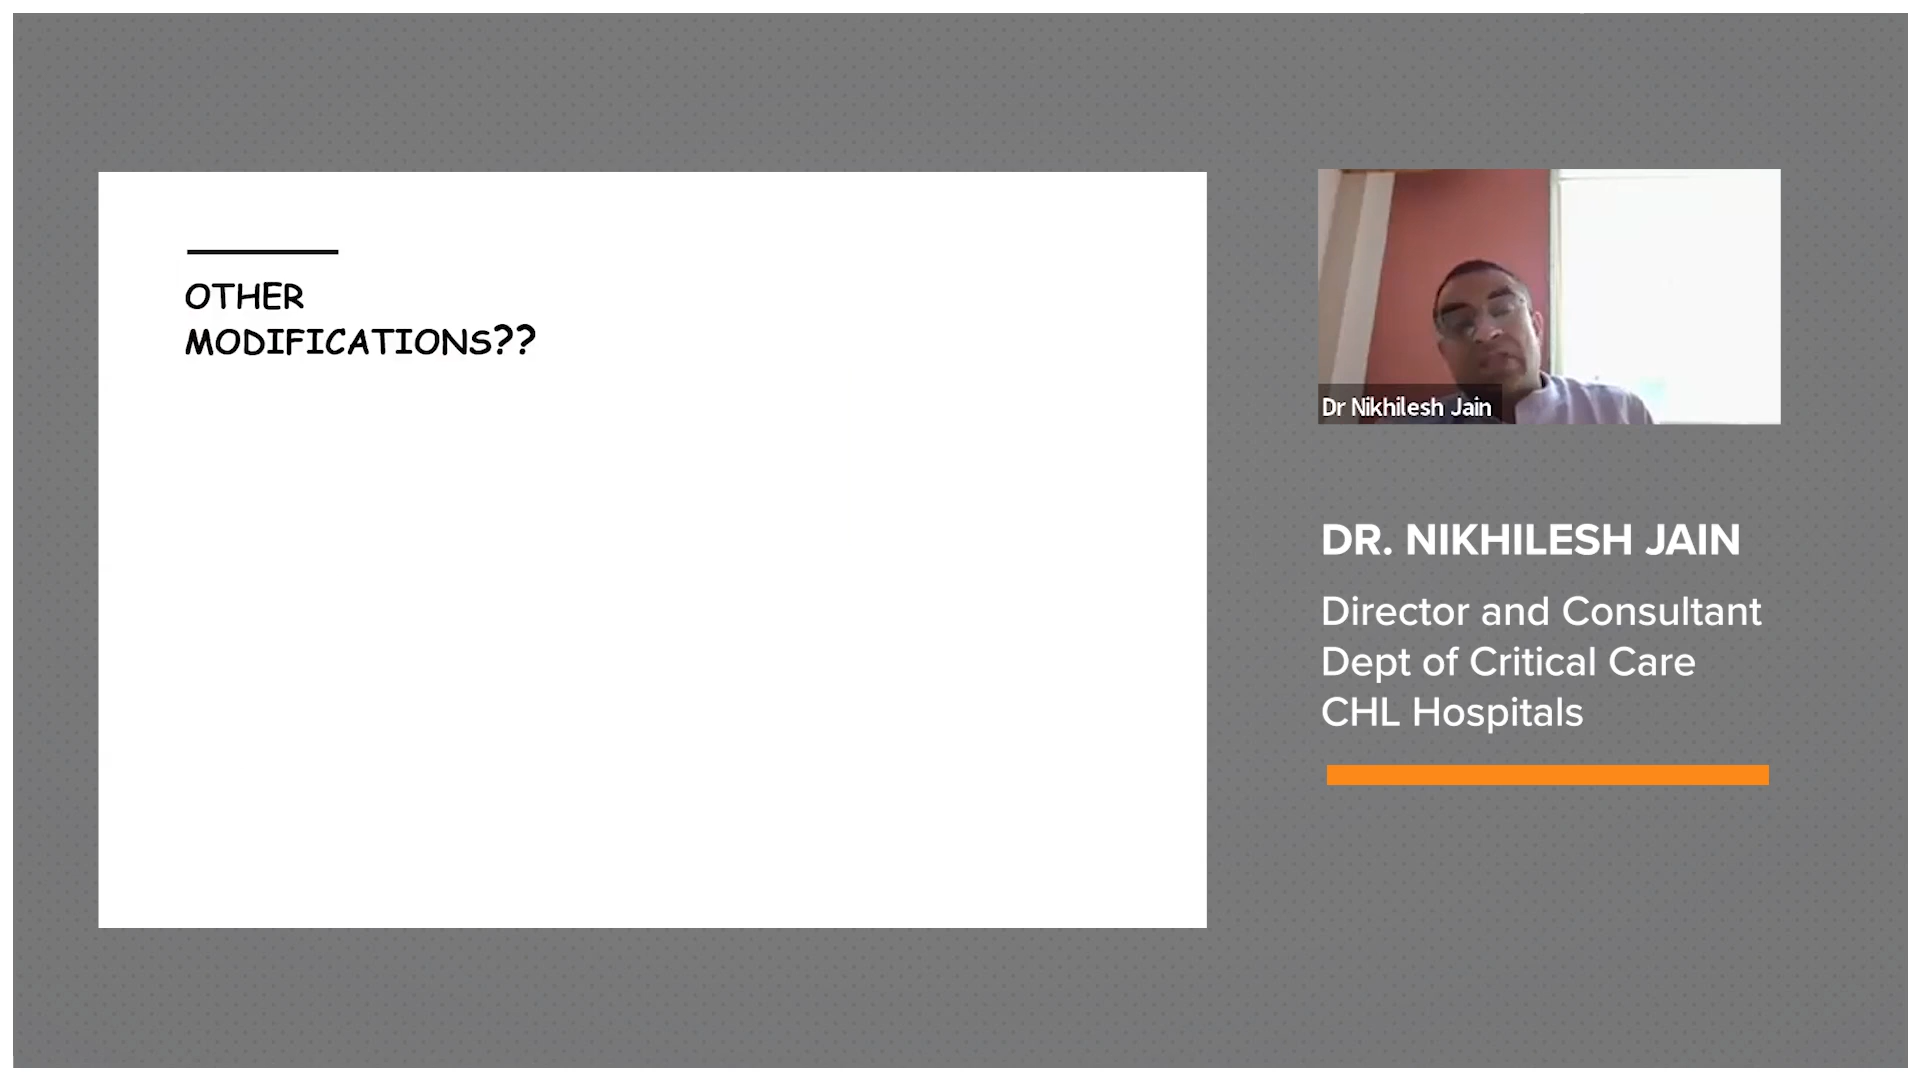 OTHER
MODIFICATIONS??
Dr Nikhilesh Jain
DR. NIKHILESH JAIN
Director and Consultant
Dept of Critical Care
CHL Hospitals